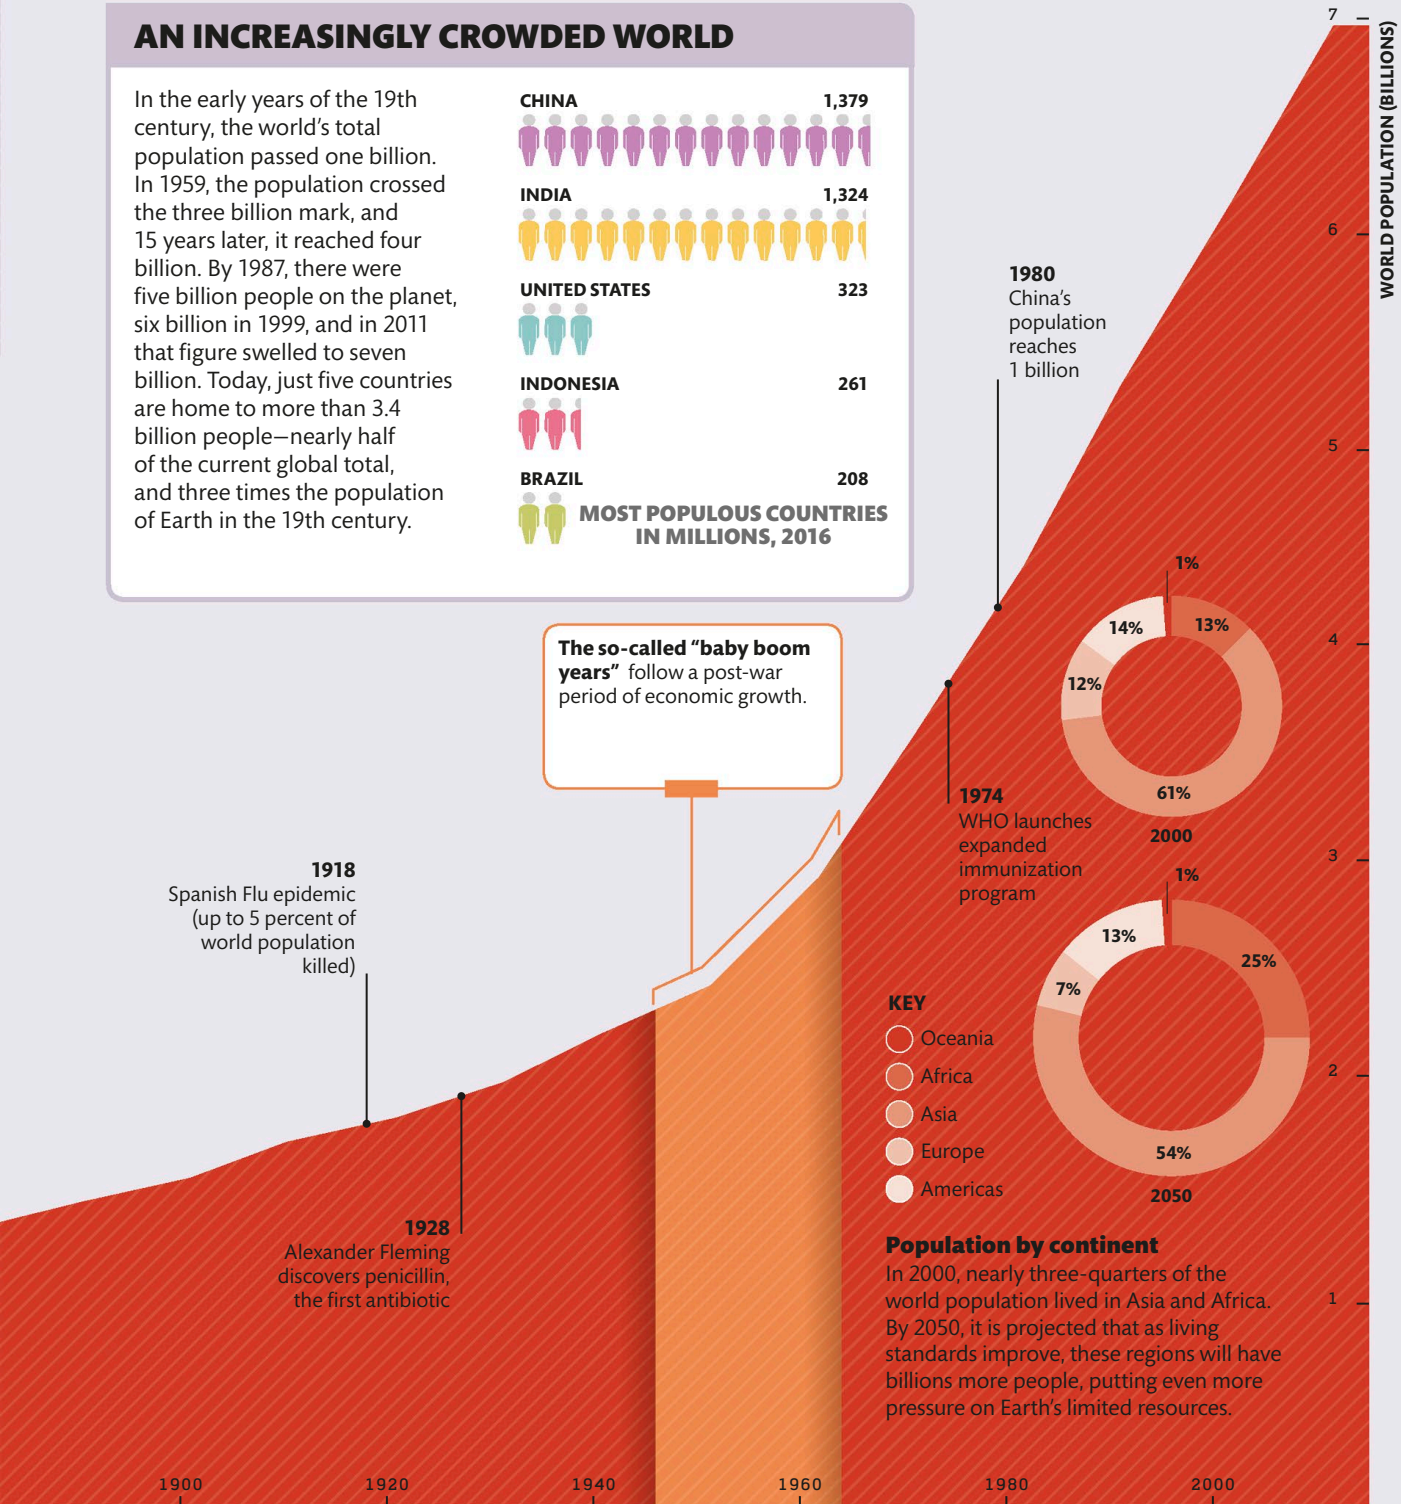 AN INCREASINGLY CROWDED WORLD
In the early years of the 19th
century, the world's total
population passed one billion.
In 1959, the population crossed
the three billion mark, and
15 years later, it reached four
billion. By 1987, there were
five billion people on the planet,
six billion in 1999, and in 2011
that figure swelled to seven
billion. Today, just five countries
are home to more than 3.4
billion people—nearly half
of the current global total,
and three times the population
of Earth in the 19th century.
CHINA 1,379
INDIA 1,324
UNITED STATES 323
INDONESIA 261
BRAZIL 208
MOST POPULOUS COUNTRIES
IN MILLIONS, 2016
The so-called “baby boom
years” follow a post-war
period of economic growth.
1918
Spanish Flu epidemic
(up to 5 percent of
world population
killed)
1928
Alexander Fleming
discovers penicillin,
the first antibiotic
1980
China's
population
reaches
1 billion
1974
WHO launches
expanded
immunization
program
1%
14%
13%
12%
61%
2000
1%
13%
25%
7%
54%
2050
KEY
Oceania
Africa
Asia
Europe
Americas
Population by continent
In 2000, nearly three-quarters of the
world population lived in Asia and Africa.
By 2050, it is projected that as living
standards improve, these regions will have
billions more people, putting even more
pressure on Earth's limited resources.
WORLD POPULATION (BILLIONS)
7
6
5
4
3
2
1
1900 1920 1940 1960 1980 2000